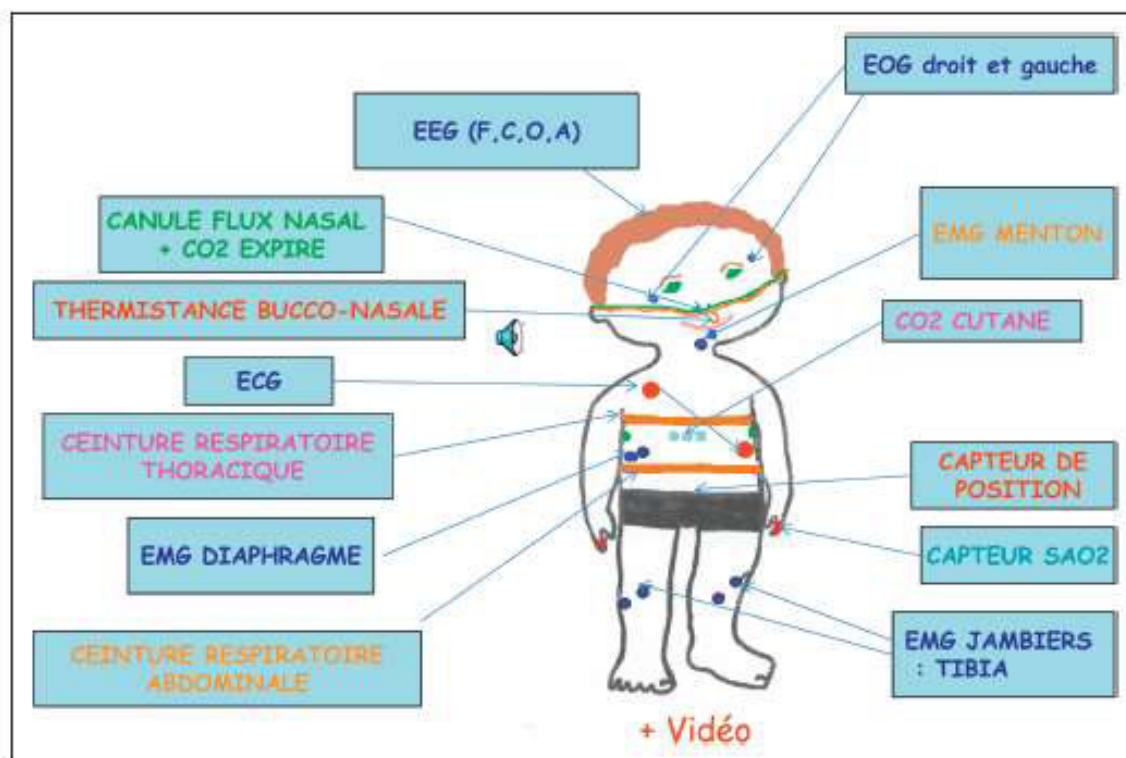 EOG droit et gauche
EEG (F,C,O,A)
CANULE FLUX NASAL
+ CO2 EXPIRE
EMG MENTON
THERMISTANCE BUCCO-NASALE
CO2 CUTANE
ECG
CEINTURE RESPIRATOIRE
THORACIQUE
CAPTEUR DE
POSITION
EMG DIAPHRAGME
CAPTEUR SAO2
CEINTURE RESPIRATOIRE
ABDOMINALE
EMG JAMBIERS
: TIBIA
+ Vidéo